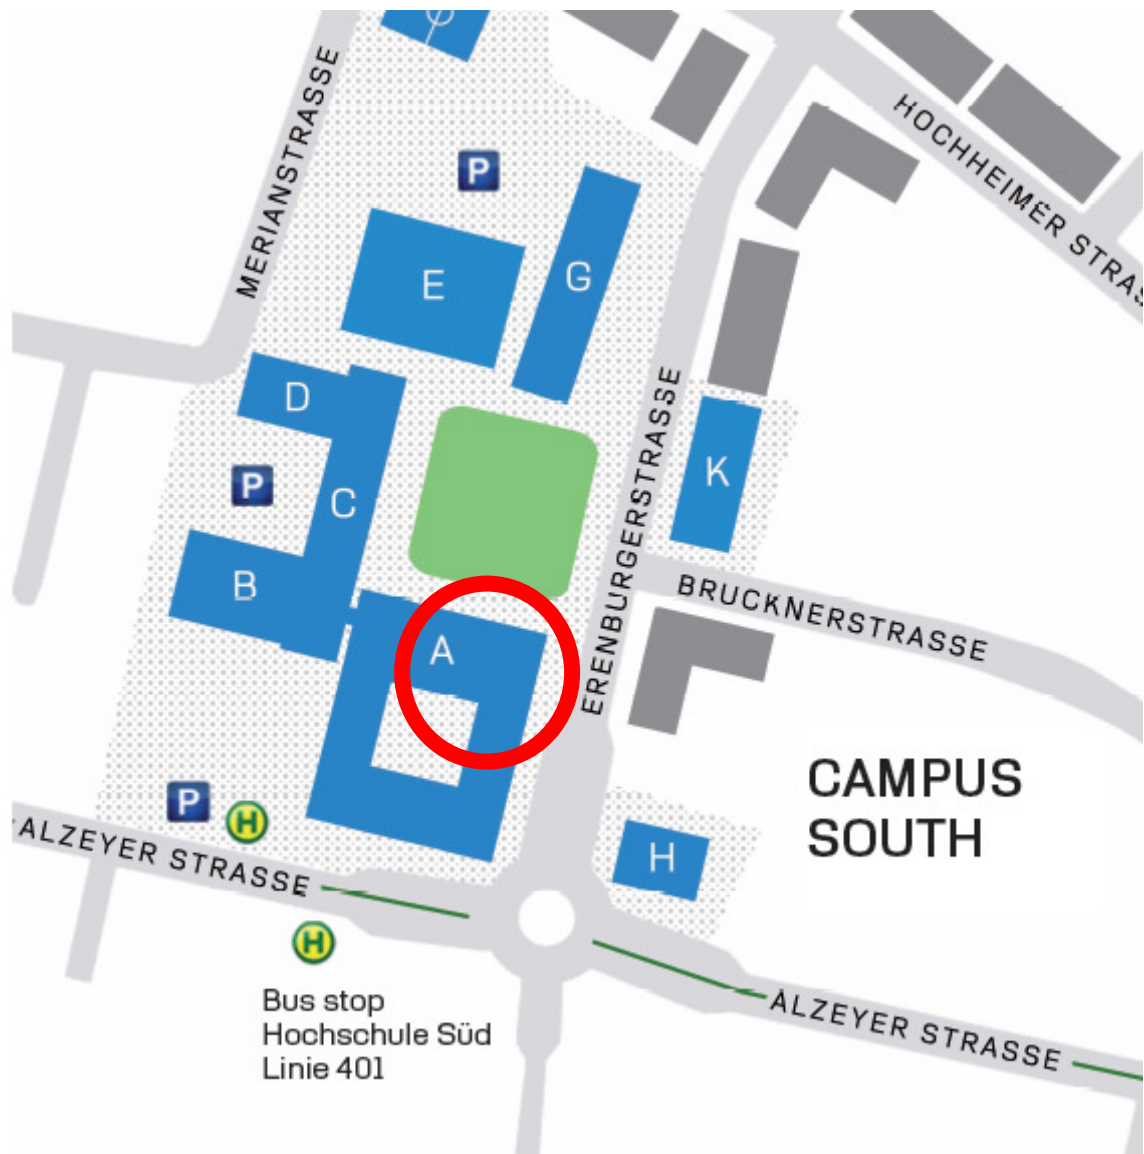 MERIANSTRASSE
HOCHHEIMER STRAS
P
E
G
D
K
P
C
ERENBURGERSTRASSE
B
BRUCKNERSTRASSE
A
CAMPUS
SOUTH
P
H
ALZEYER STRASSE
H
H
Bus stop
Hochschule Süd
Linie 401
ALZEYER STRASSE